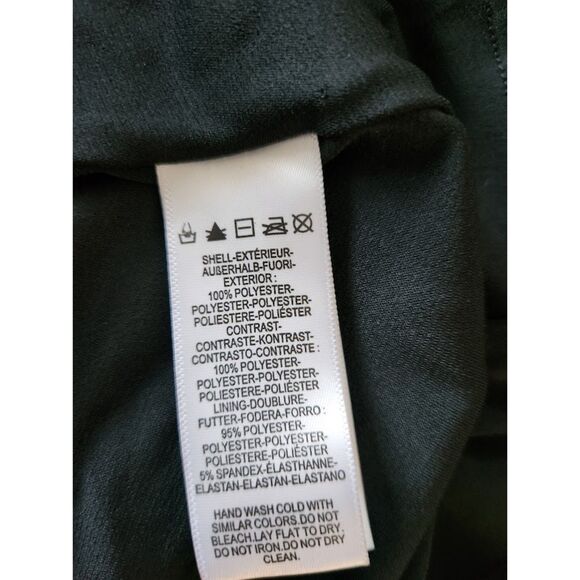 SHELL-EXTÉRIEUR-
AUßERHALB-FUORI-
EXTERIOR :
100% POLYESTER-
POLYESTER-POLYESTER-
POLIESTERE-POLIÉSTER
CONTRAST-
CONTRASTE-KONTRAST-
CONTRASTO-CONTRASTE :
100% POLYESTER-
POLYESTER-POLYESTER-
POLIESTERE-POLIÉSTER
LINING-DOUBLURE-
FUTTER-FODERA-FORRO :
95% POLYESTER-
POLYESTER-POLYESTER-
POLIESTERE-POLIÉSTER
5% SPANDEX-ÉLASTHANNE-
ELASTAN-ELASTAN-ELASTANO
HAND WASH COLD WITH
SIMILAR COLORS.DO NOT
BLEACH.LAY FLAT TO DRY.
DO NOT IRON.DO NOT DRY
CLEAN.